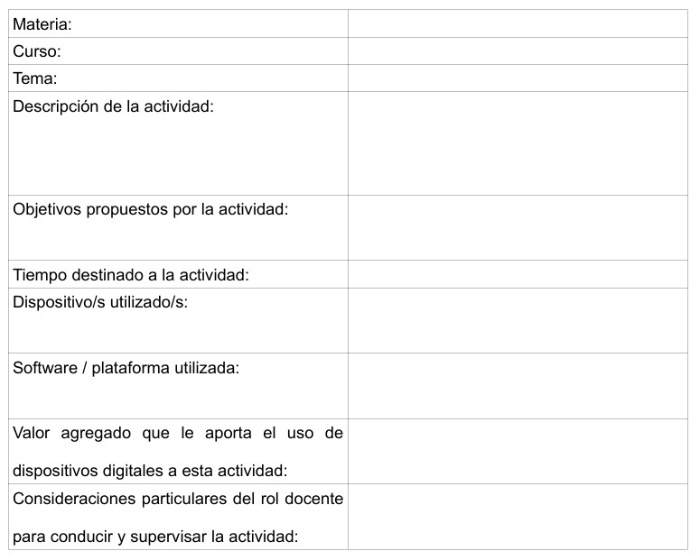 Materia:
Curso:
Tema:
Descripción de la actividad:
Objetivos propuestos por la actividad:
Tiempo destinado a la actividad:
Dispositivo/s utilizado/s:
Software / plataforma utilizada:
Valor agregado que le aporta el uso de
dispositivos digitales a esta actividad:
Consideraciones particulares del rol docente
para conducir y supervisar la actividad: